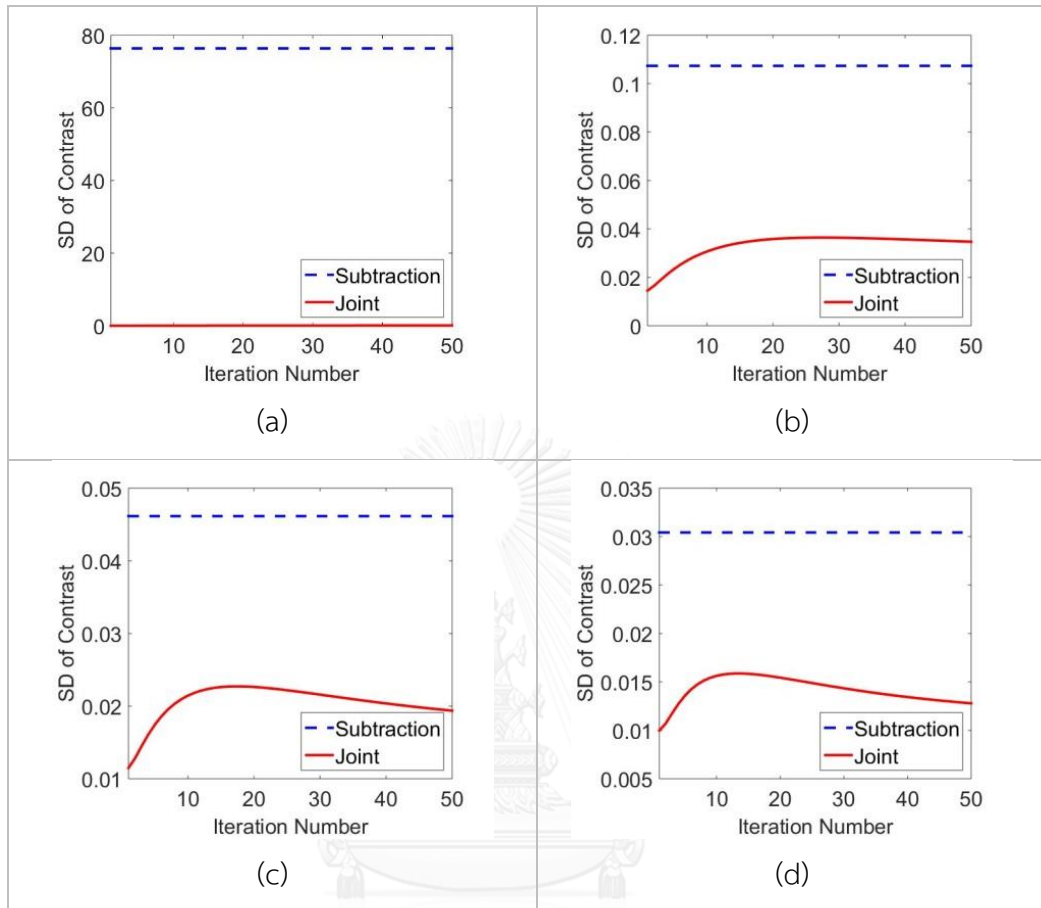 80
60
40
20
0
SD of Contrast
10 20 30 40 50
Iteration Number
Subtraction
Joint
(a)
0.12
0.1
0.08
0.06
0.04
0.02
0
SD of Contrast
10 20 30 40 50
Iteration Number
Subtraction
Joint
(b)
0.05
0.04
0.03
0.02
0.01
SD of Contrast
10 20 30 40 50
Iteration Number
Subtraction
Joint
(c)
0.035
0.03
0.025
0.02
0.015
0.01
0.005
SD of Contrast
10 20 30 40 50
Iteration Number
Subtraction
Joint
(d)